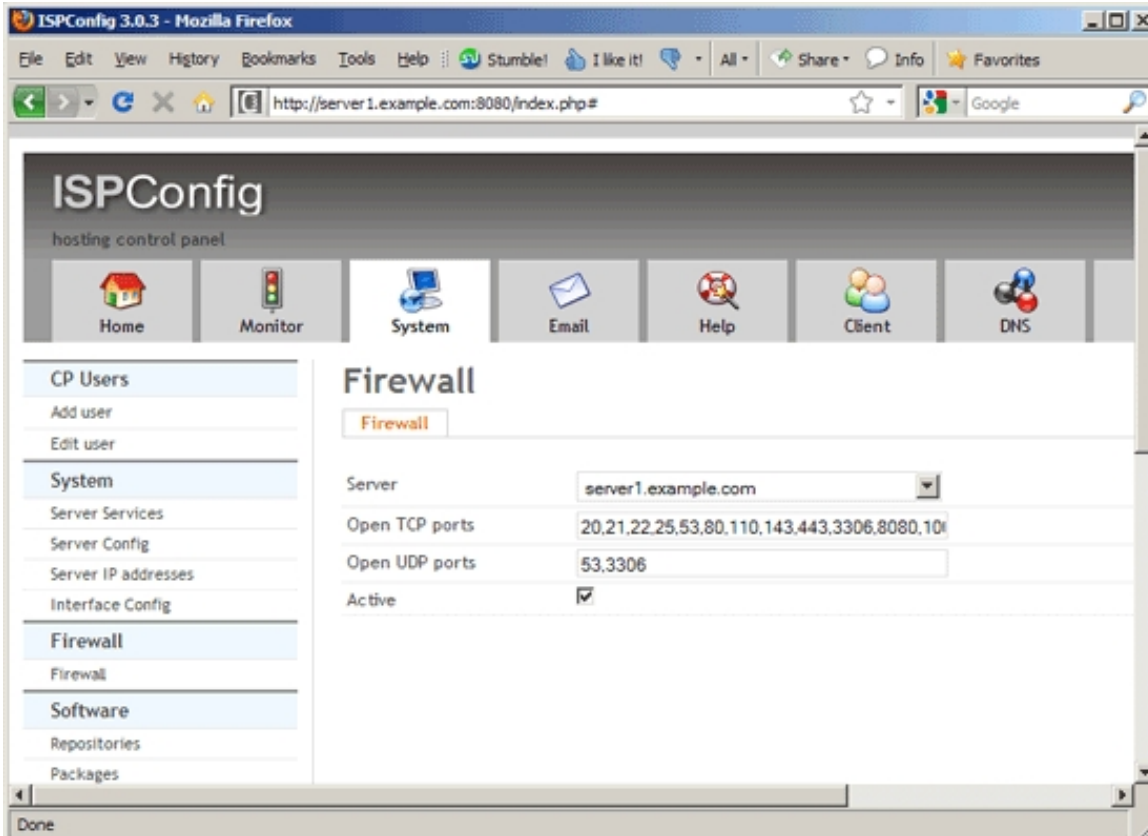 ISPConfig 3.0.3 - Mozilla Firefox
File Edit View History Bookmarks Tools Help Stumble! I like it! All Share Info Favorites
http://server1.example.com:8080/index.php# Google
ISPConfig
hosting control panel
Home Monitor System Email Help Client DNS
CP Users
Add user
Edit user
System
Server Services
Server Config
Server IP addresses
Interface Config
Firewall
Firewall
Software
Repositories
Packages
Firewall
Firewall
Server server1.example.com
Open TCP ports 20,21,22,25,53,80,110,143,443,3306,8080,10
Open UDP ports 53,3306
Active
Done